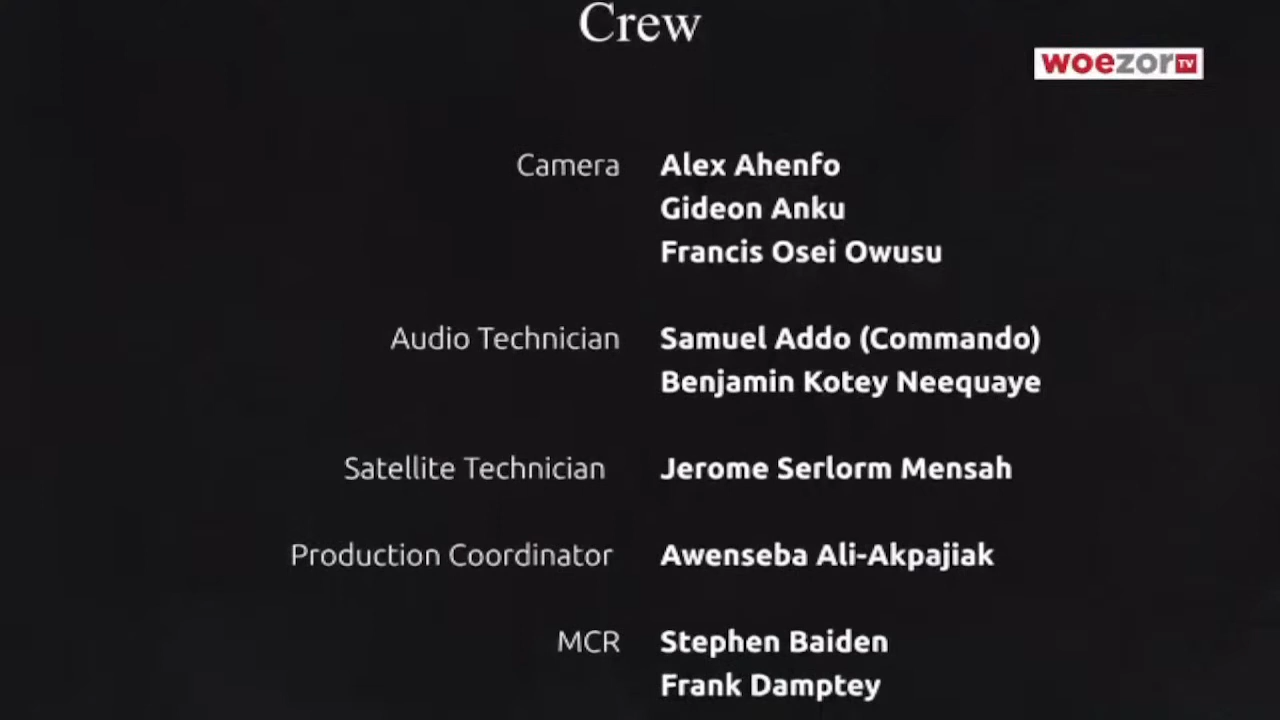 Crew
woezor TV
Camera Alex Ahenfo
Gideon Anku
Francis Osei Owusu
Audio Technician Samuel Addo (Commando)
Benjamin Kotey Neequaye
Satellite Technician Jerome Serlorm Mensah
Production Coordinator Awenseba Ali-Akpajiak
MCR Stephen Baiden
Frank Damptey